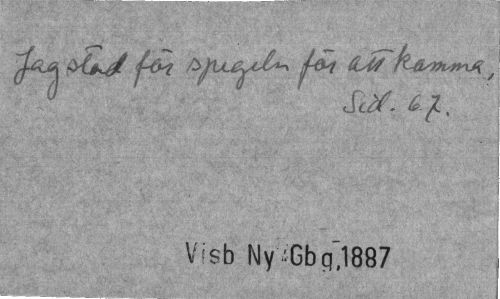 Jag stod för spegeln för att kamma,
Sid. 67.
Visb Ny Gbg, 1887